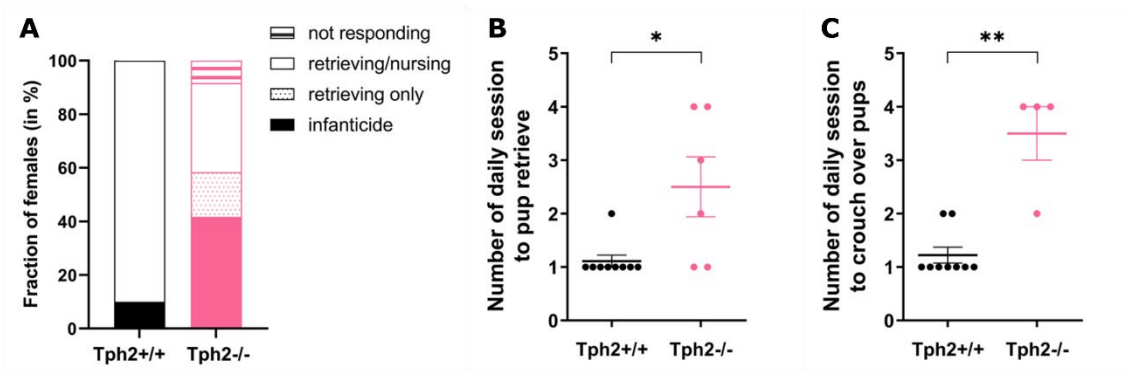 A
Fraction of females (in %)
100
80
60
40
20
0
Tph2+/+
Tph2-/-
not responding
retrieving/nursing
retrieving only
infanticide
B
Number of daily session
to pup retrieve
5
4
3
2
1
0
*
Tph2+/+
Tph2-/-
C
Number of daily session
to crouch over pups
5
4
3
2
1
0
**
Tph2+/+
Tph2-/-